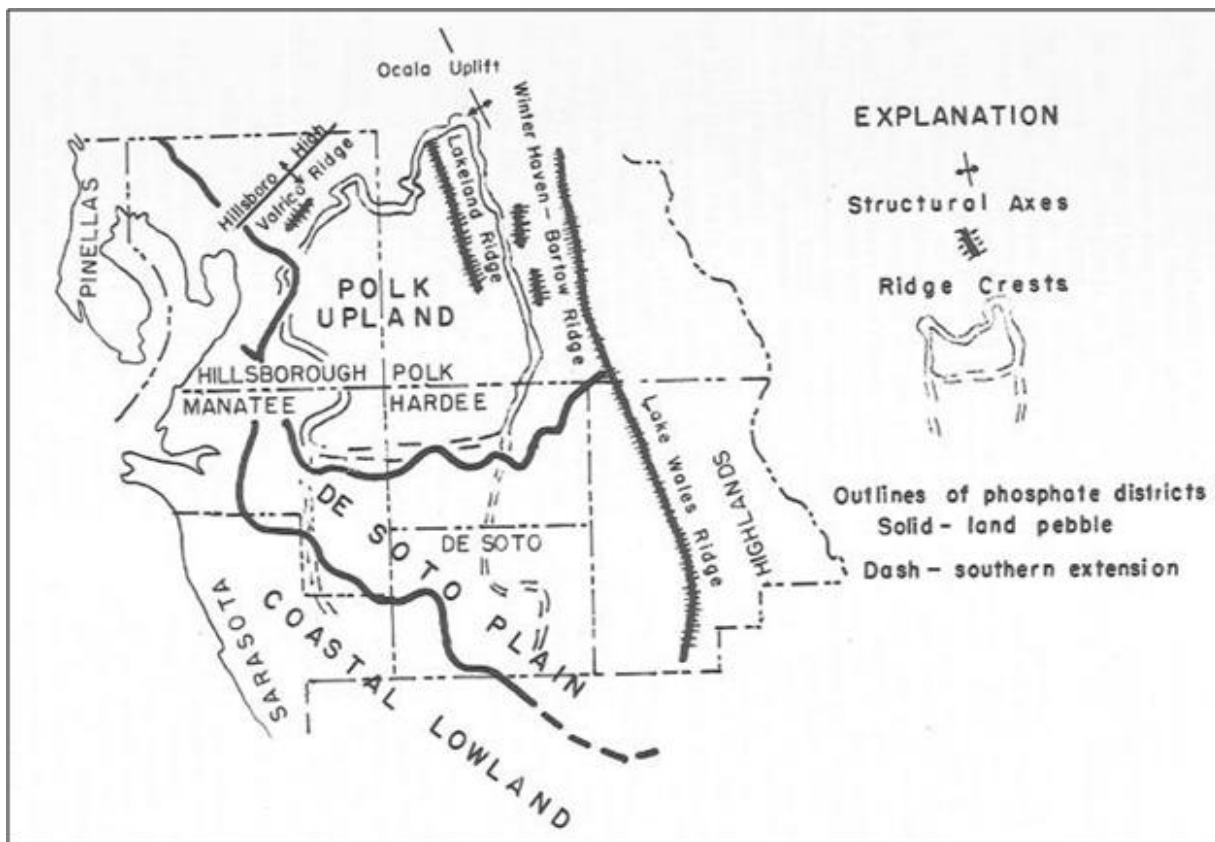 Ocala Uplift
Hillsboro High
Valrico Ridge
Lakeland Ridge
Winter Haven - Bartow Ridge
PINELLAS
POLK
UPLAND
HILLSBOROUGH
POLK
MANATEE
HARDEE
Lake Wales Ridge
HIGHLANDS
DE SOTO PLAIN
DE SOTO
SARASOTA
COASTAL LOWLAND
EXPLANATION
Structural Axes
Ridge Crests
Outlines of phosphate districts
Solid - land pebble
Dash - southern extension